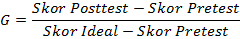 G = Skor Posttest − Skor Pretest
Skor Ideal − Skor Pretest